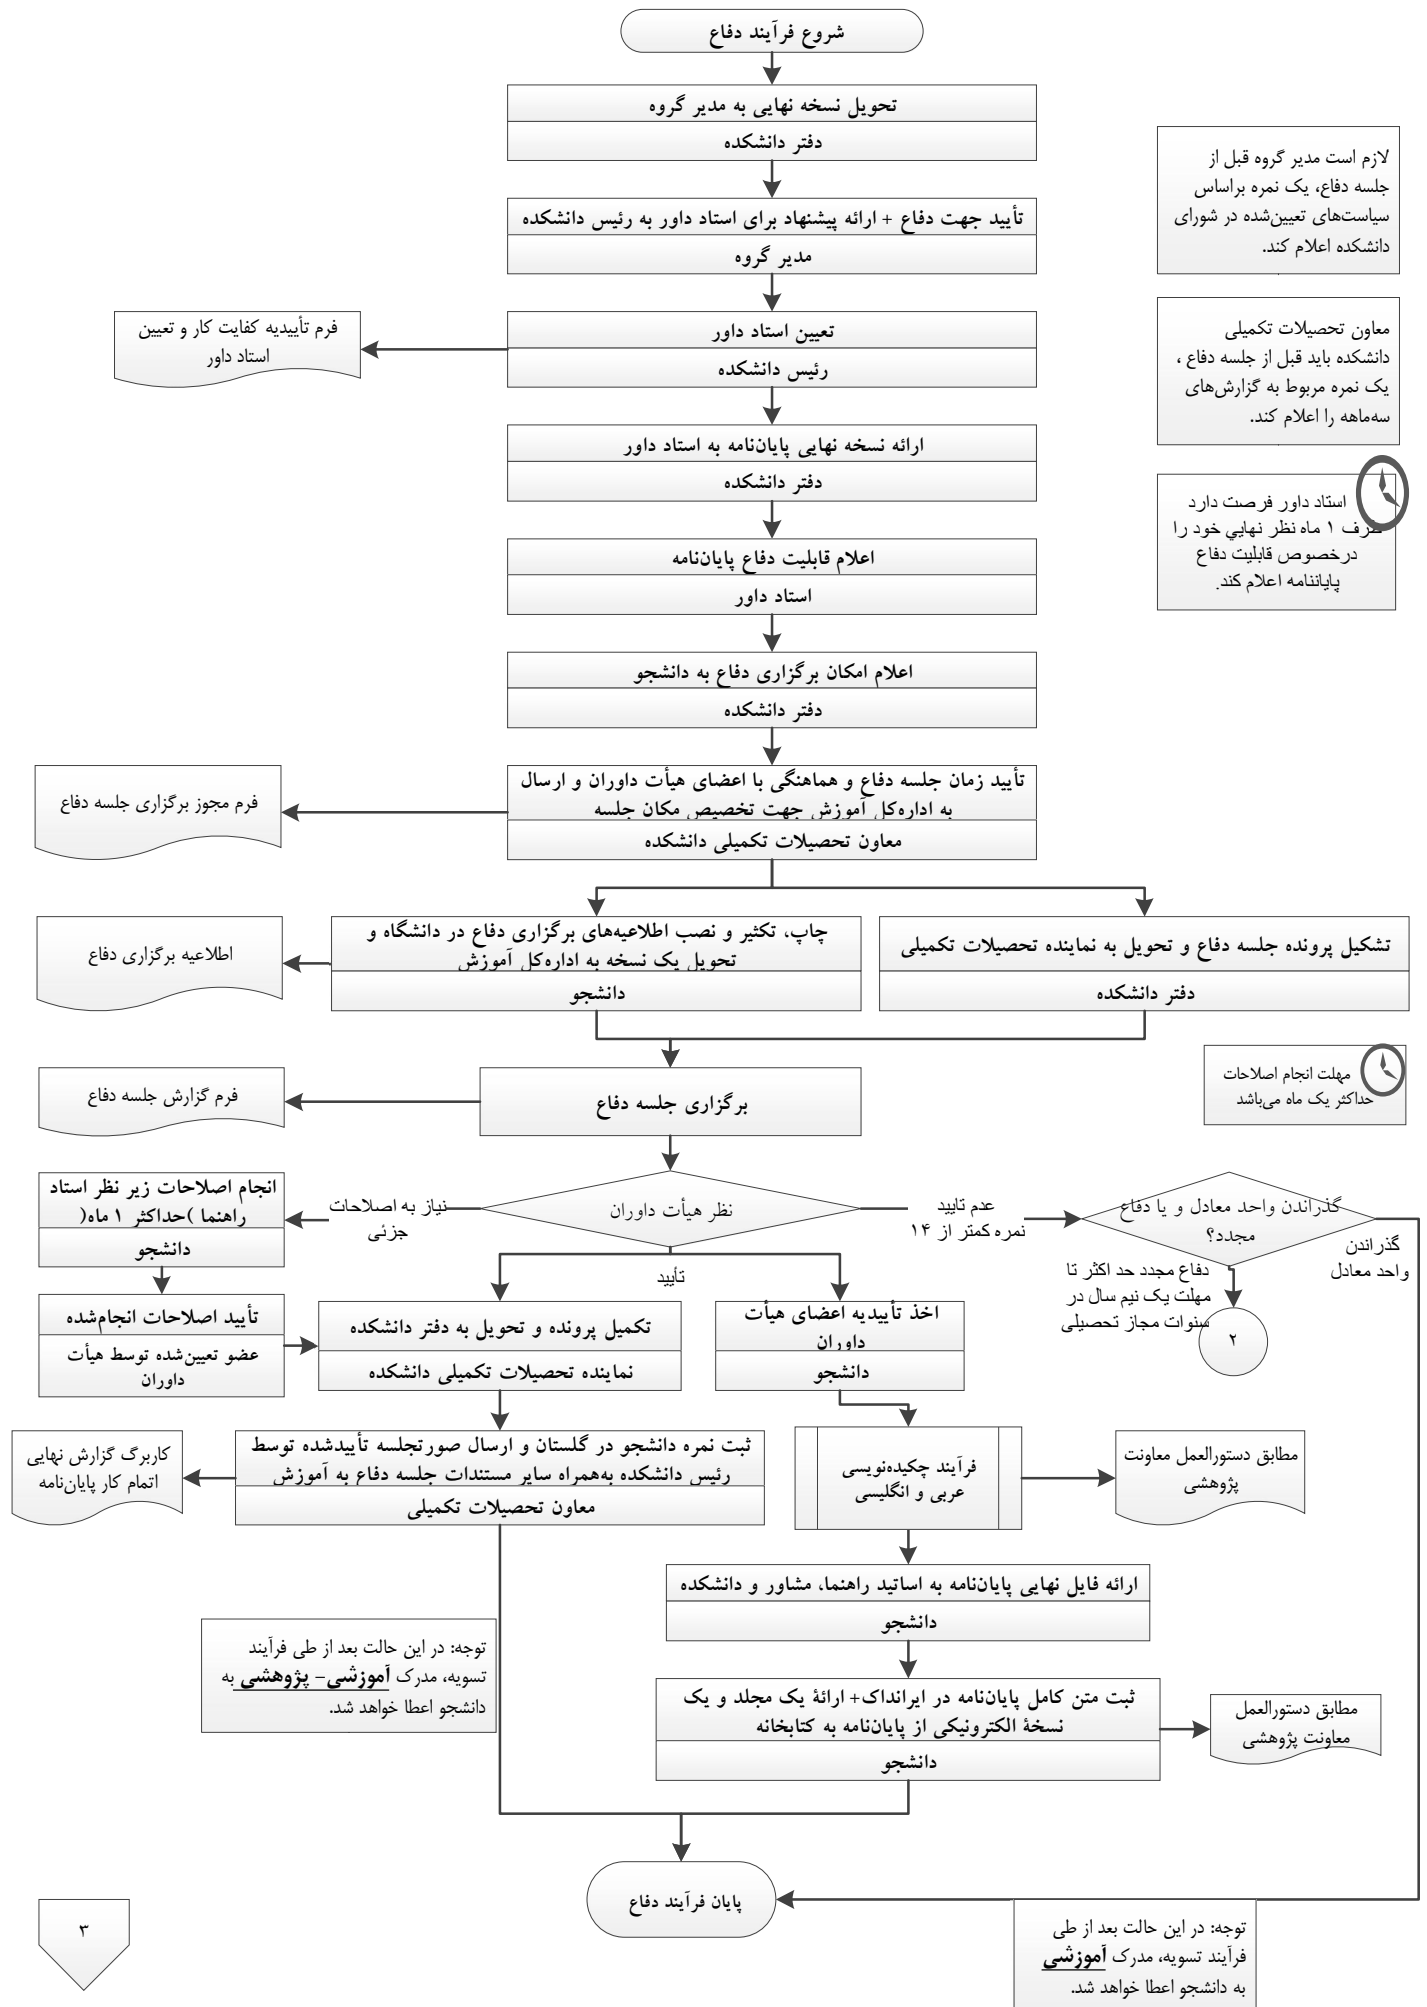 شروع فرآیند دفاع
تحویل نسخه نهایی به مدیر گروه
دفتر دانشکده
لازم است مدیر گروه قبل از
جلسه دفاع، یک نمره براساس
سیاست‌های تعیین‌شده در شورای
دانشکده اعلام کند.
تأیید جهت دفاع + ارائه پیشنهاد برای استاد داور به رئیس دانشکده
مدیر گروه
معاون تحصیلات تکمیلی
دانشکده باید قبل از جلسه دفاع ،
یک نمره مربوط به گزارش‌های
سه‌ماهه را اعلام کند.
تعیین استاد داور
رئیس دانشکده
فرم تأییدیه کفایت کار و تعیین
استاد داور
ارائه نسخه نهایی پایان‌نامه به استاد داور
دفتر دانشکده
استاد داور فرصت دارد
ظرف ۱ ماه نظر نهايي خود را
درخصوص قابلیت دفاع
پایاننامه اعلام کند.
اعلام قابلیت دفاع پایان‌نامه
استاد داور
اعلام امکان برگزاری دفاع به دانشجو
دفتر دانشکده
تأیید زمان جلسه دفاع و هماهنگی با اعضای هیأت داوران و ارسال
به اداره‌کل آموزش جهت تخصیص مکان جلسه
معاون تحصیلات تکمیلی دانشکده
فرم مجوز برگزاری جلسه دفاع
تشکیل پرونده جلسه دفاع و تحویل به نماینده تحصیلات تکمیلی
دفتر دانشکده
چاپ، تکثیر و نصب اطلاعیه‌های برگزاری دفاع در دانشگاه و
تحویل یک نسخه به اداره‌کل آموزش
دانشجو
اطلاعیه برگزاری دفاع
مهلت انجام اصلاحات
حداکثر یک ماه می‌باشد
برگزاری جلسه دفاع
فرم گزارش جلسه دفاع
نظر هیأت داوران
عدم تایید
نمره کمتر از ۱۴
گذراندن واحد معادل و یا دفاع
مجدد؟
گذراندن
واحد معادل
دفاع مجدد حد اکثر تا
مهلت یک نیم سال در
سنوات مجاز تحصیلی
۲
نیاز به اصلاحات
جزئی
انجام اصلاحات زیر نظر استاد
راهنما )حداکثر ۱ ماه(
دانشجو
تأیید اصلاحات انجام‌شده
عضو تعیین‌شده توسط هیأت
داوران
تأیید
اخذ تأییدیه اعضای هیأت
داوران
دانشجو
تکمیل پرونده و تحویل به دفتر دانشکده
نماینده تحصیلات تکمیلی دانشکده
ثبت نمره دانشجو در گلستان و ارسال صورتجلسه تأییدشده توسط
رئیس دانشکده به‌همراه سایر مستندات جلسه دفاع به آموزش
معاون تحصیلات تکمیلی
کاربرگ گزارش نهایی
اتمام کار پایان‌نامه
فرآیند چکیده‌نویسی
عربی و انگلیسی
مطابق دستورالعمل معاونت
پژوهشی
ارائه فایل نهایی پایان‌نامه به اساتید راهنما، مشاور و دانشکده
دانشجو
توجه: در این حالت بعد از طی فرآیند
تسویه، مدرک آموزشی- پژوهشی به
دانشجو اعطا خواهد شد.
ثبت متن کامل پایان‌نامه در ایرانداک+ ارائۀ یک مجلد و یک
نسخۀ الکترونیکی از پایان‌نامه به کتابخانه
دانشجو
مطابق دستورالعمل
معاونت پژوهشی
پایان فرآیند دفاع
توجه: در این حالت بعد از طی
فرآیند تسویه، مدرک آموزشی
به دانشجو اعطا خواهد شد.
۳